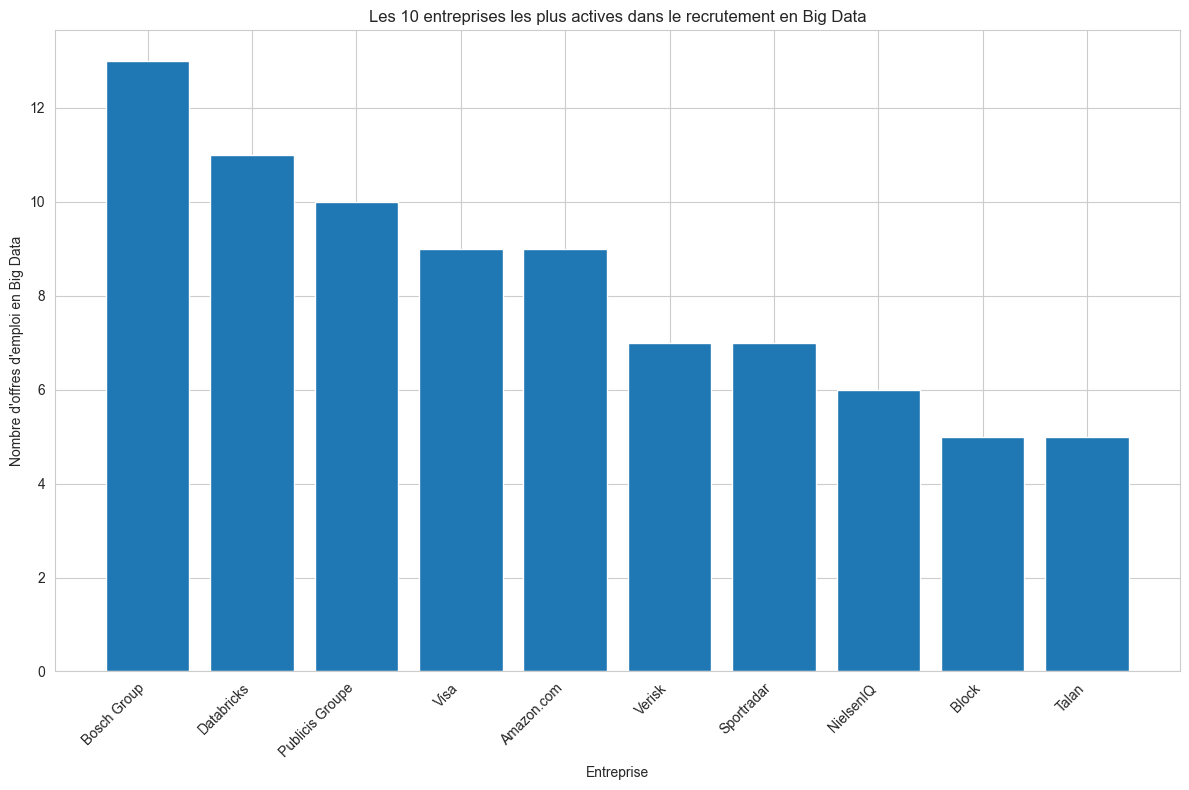 Les 10 entreprises les plus actives dans le recrutement en Big Data
Nombre d'offres d'emploi en Big Data
12
10
8
6
4
2
0
Bosch Group
Databricks
Publicis Groupe
Visa
Amazon.com
Verisk
Sportradar
NielsenIQ
Block
Talan
Entreprise